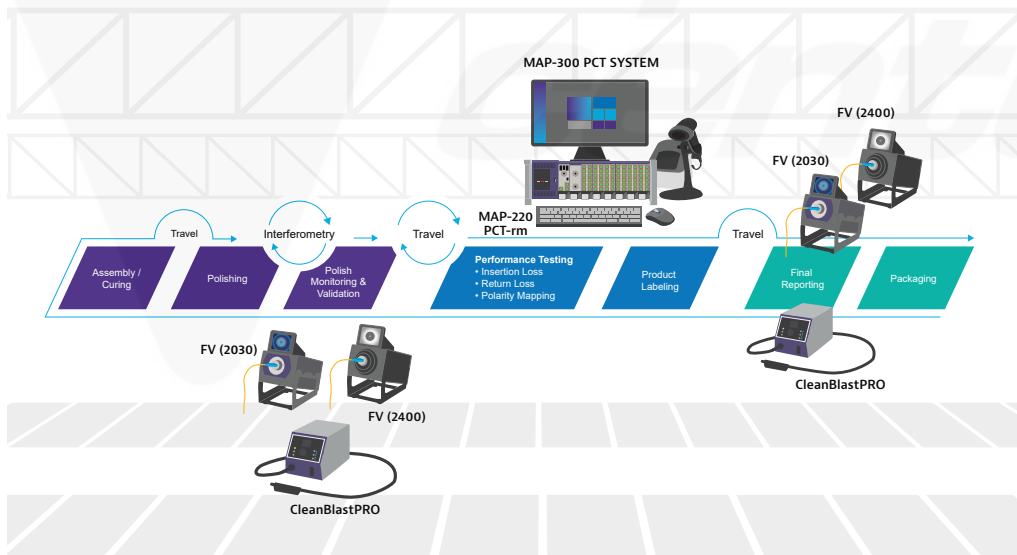 MAP-300 PCT SYSTEM
FV (2400)
FV (2030)
MAP-220
PCT-rm
Travel
Interferometry
Travel
Travel
Assembly /
Curing
Polishing
Polish
Monitoring &
Validation
Performance Testing
• Insertion Loss
• Return Loss
• Polarity Mapping
Product
Labeling
Final
Reporting
Packaging
FV (2030)
FV (2400)
CleanBlastPRO
CleanBlastPRO